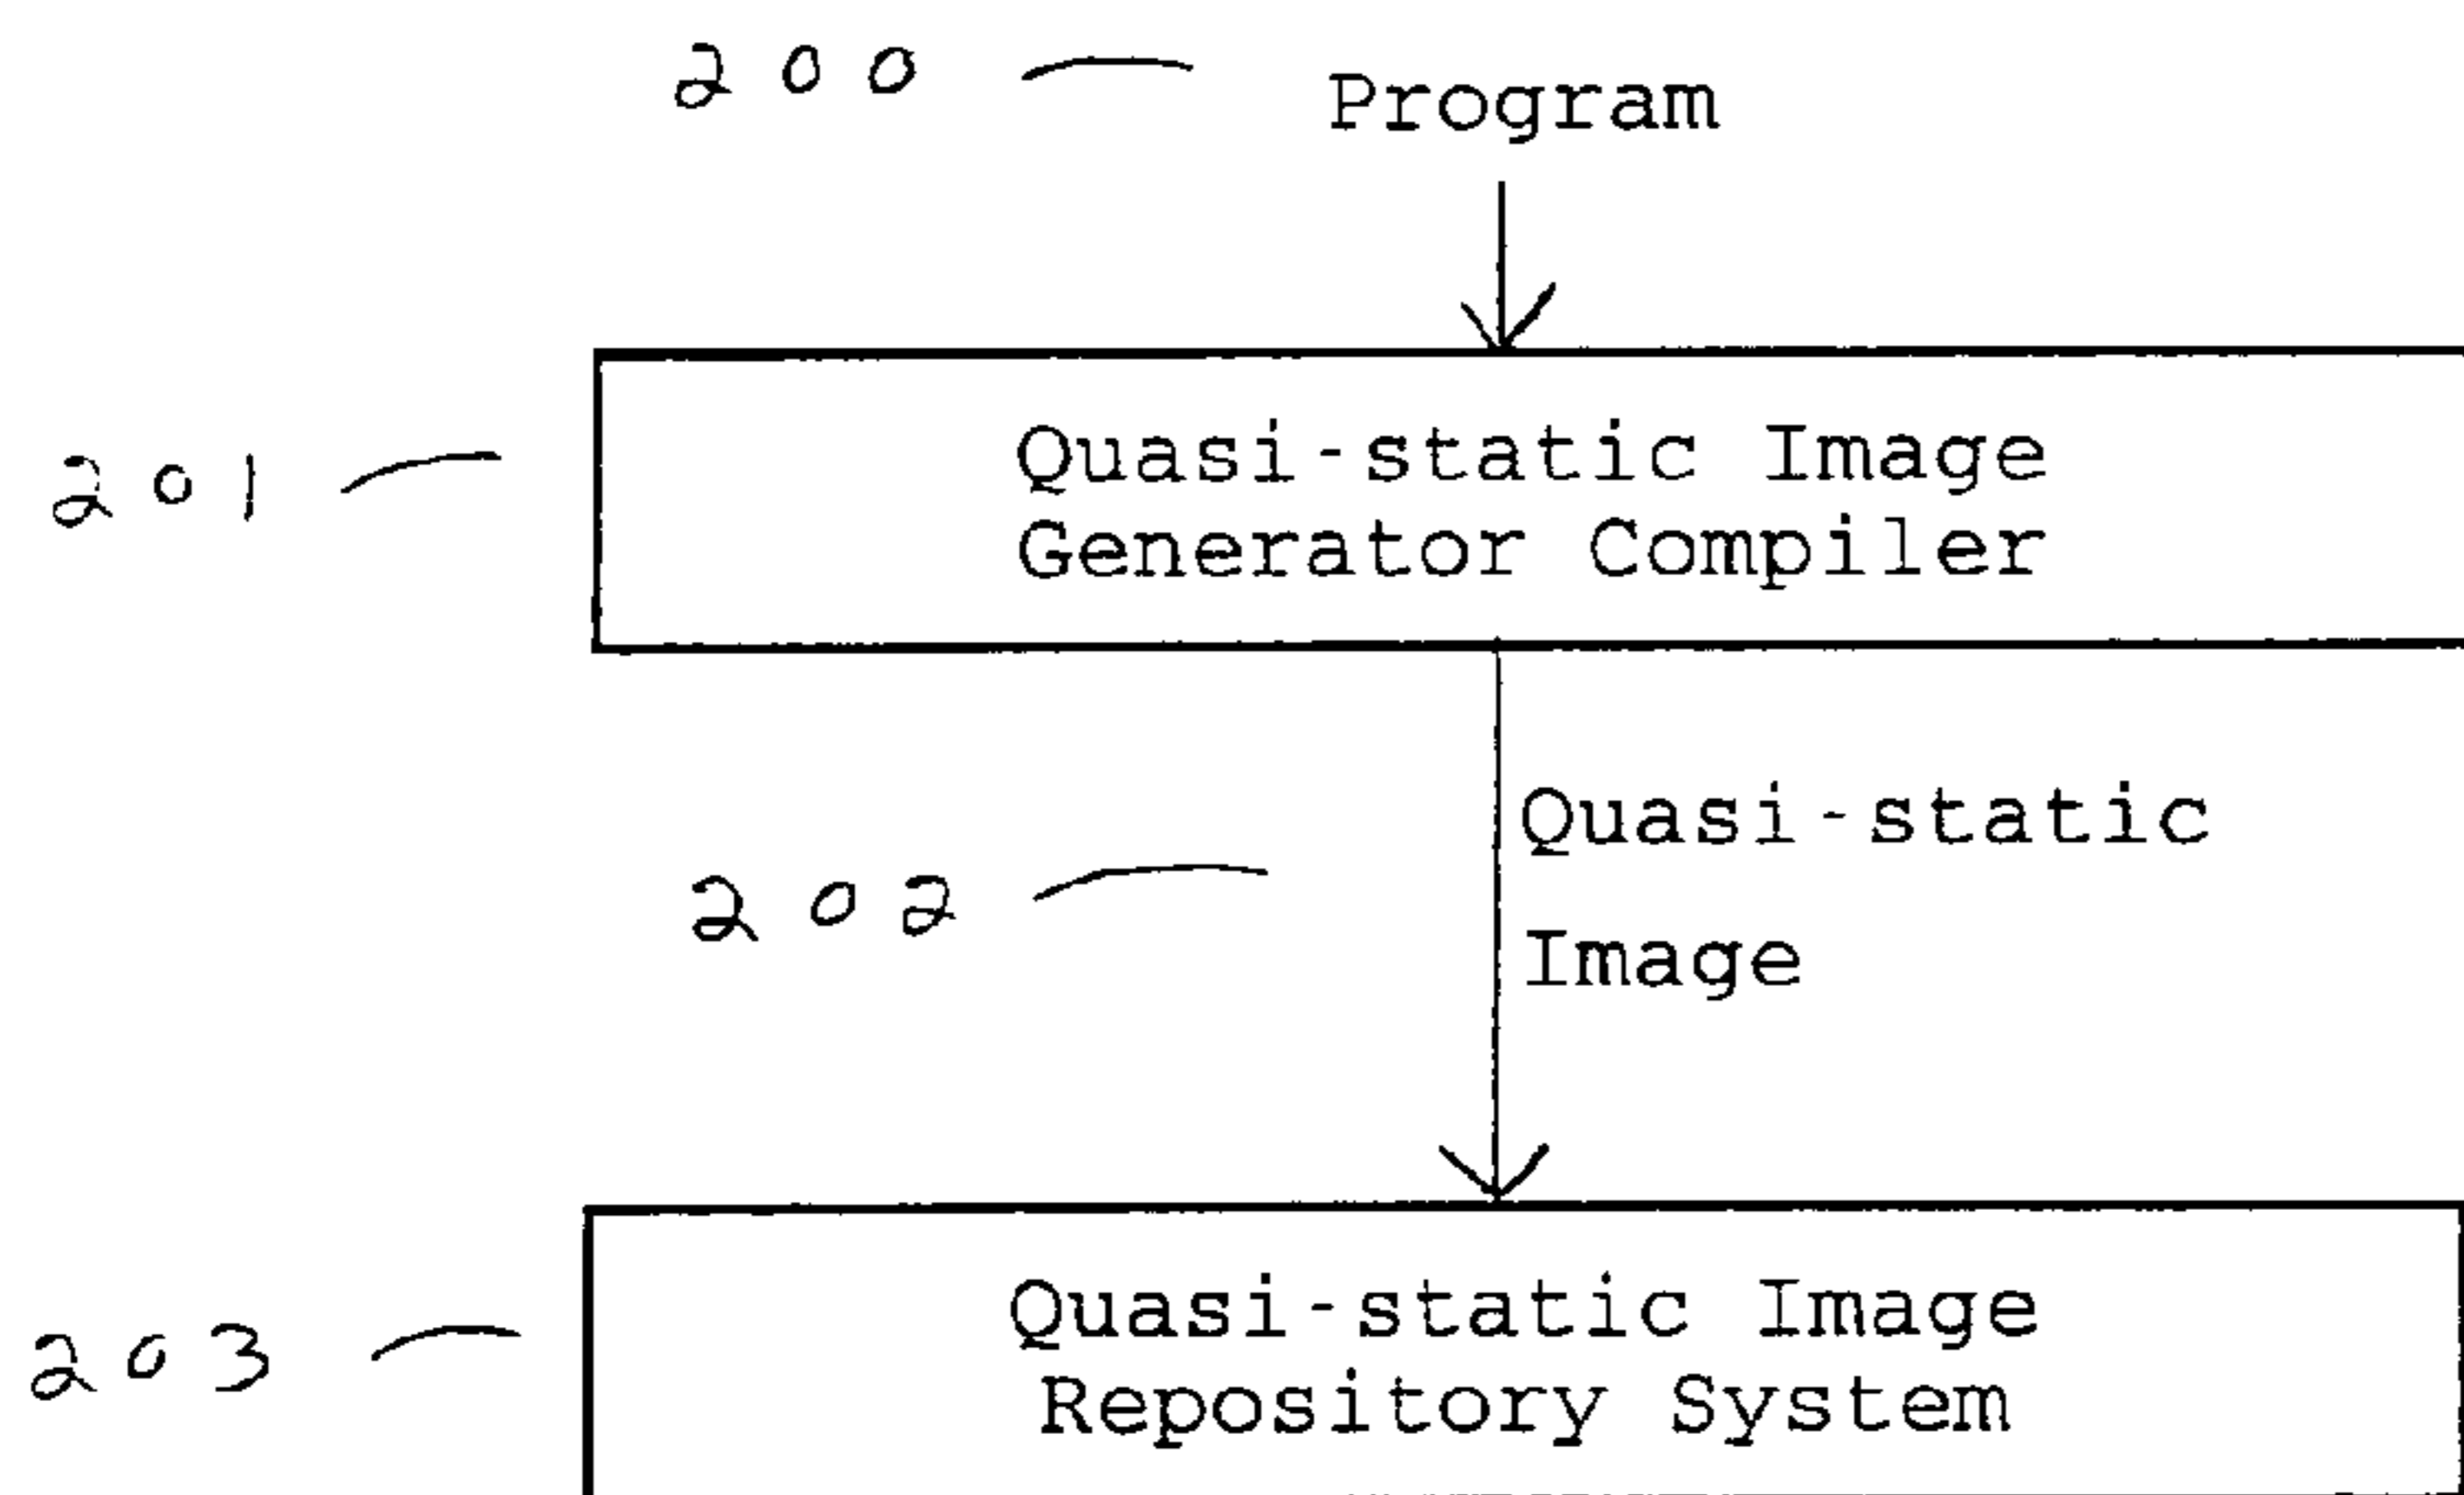 200 Program
201 Quasi-static Image
Generator Compiler
Quasi-static
202
Image
203 Quasi-static Image
Repository System